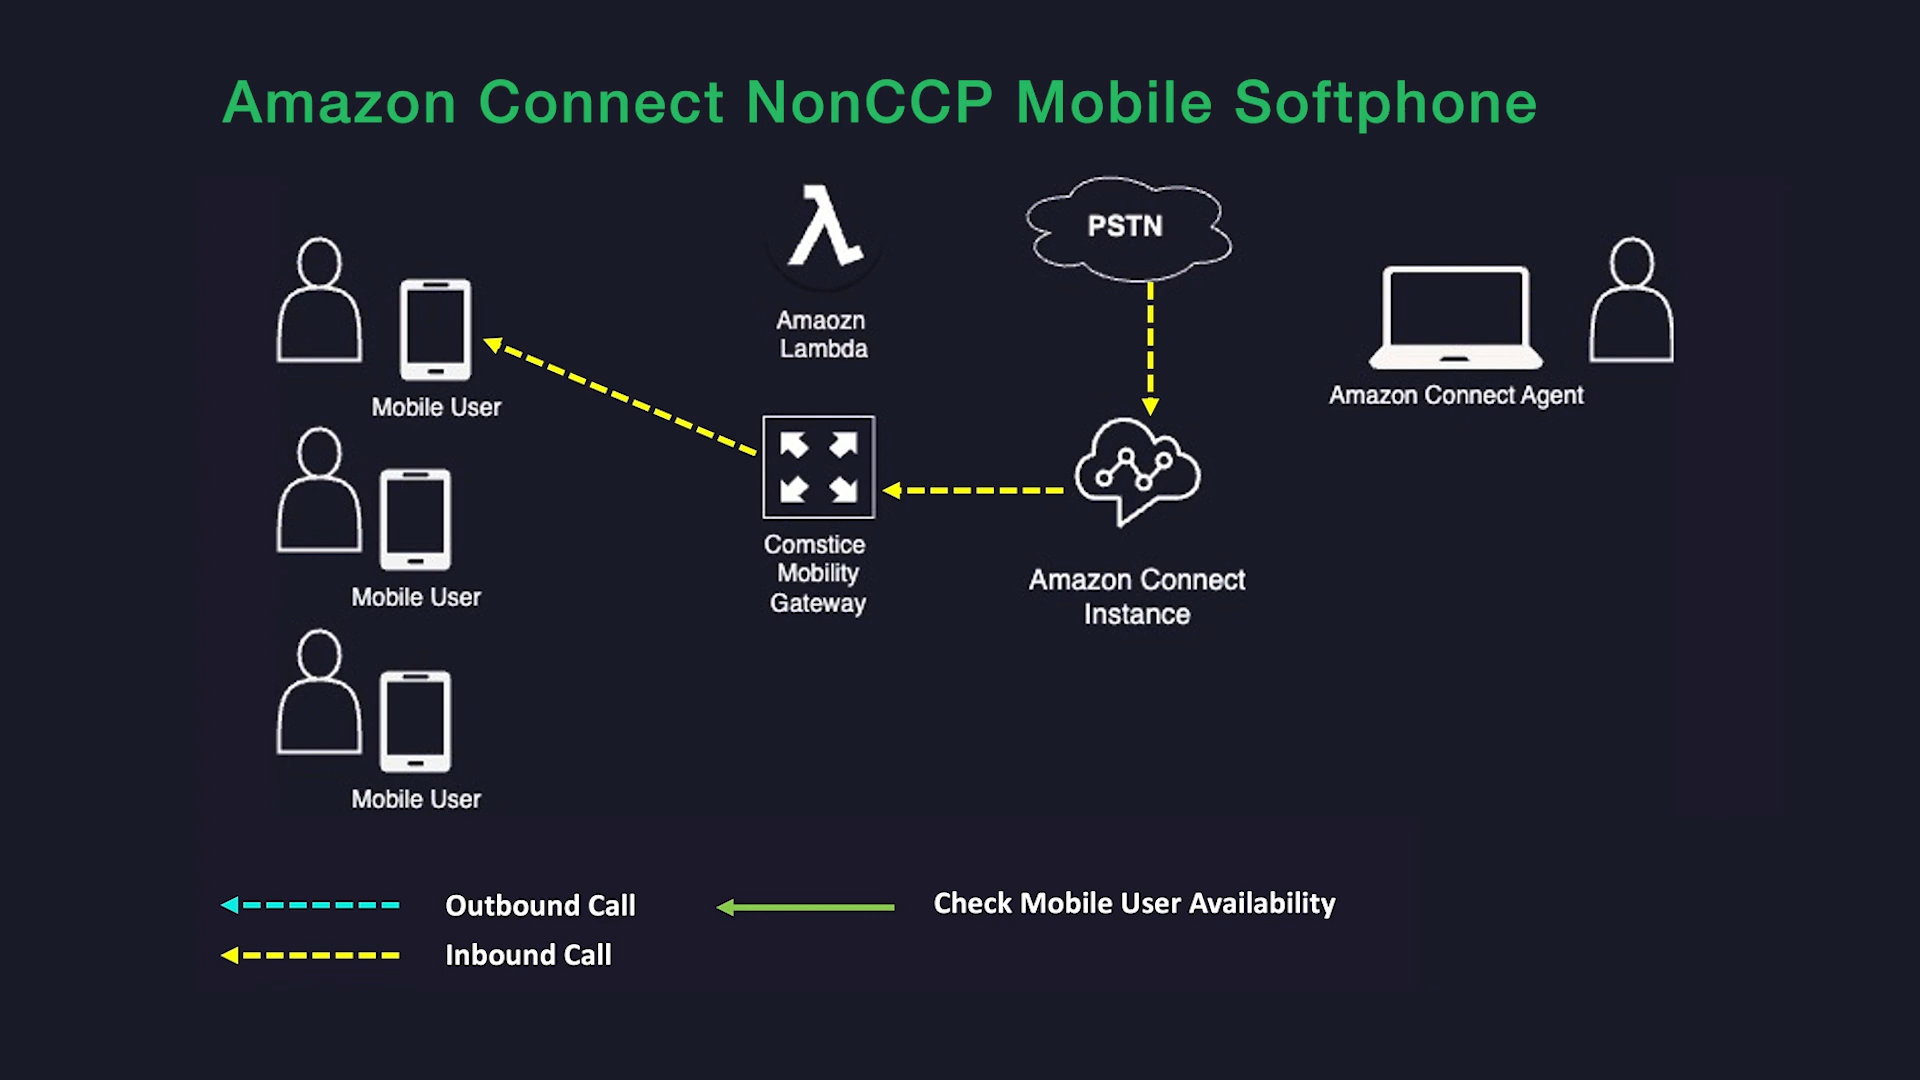 Amazon Connect NonCCP Mobile Softphone
PSTN
Amaozn
Lambda
Mobile User
Amazon Connect Agent
Comstice
Mobility
Gateway
Amazon Connect
Instance
Mobile User
Mobile User
Outbound Call
Check Mobile User Availability
Inbound Call